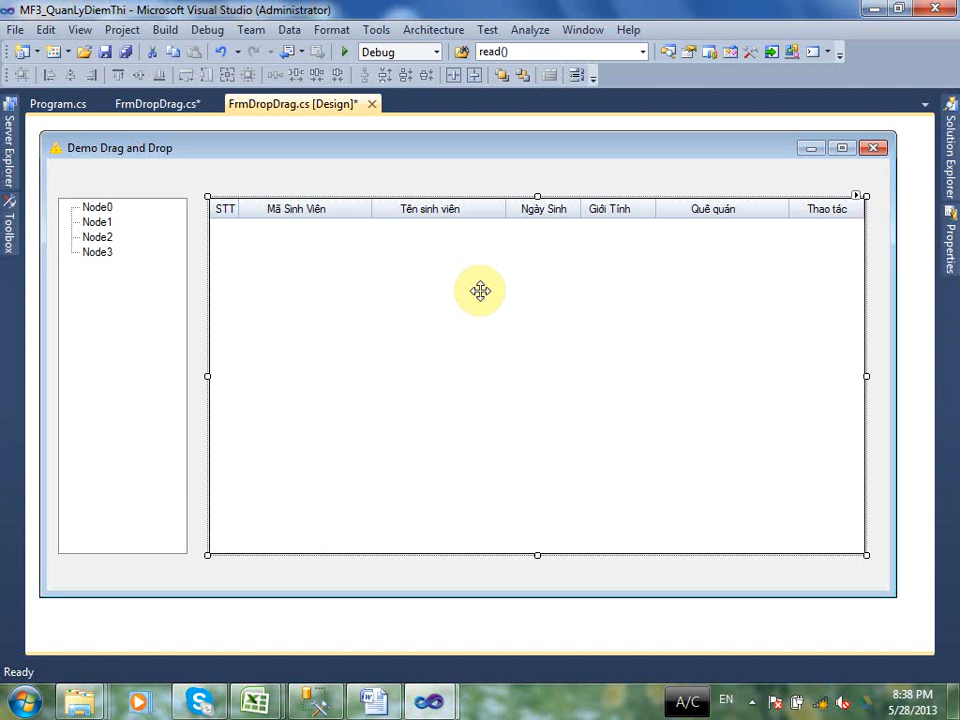 MF3_QuanLyDiemThi - Microsoft Visual Studio (Administrator)
File Edit View Project Build Debug Team Data Format Tools Architecture Test Analyze Window Help
Debug read()
Program.cs FrmDropDrag.cs* FrmDropDrag.cs [Design]*
Server Explorer
Toolbox
Solution Explorer
Properties
Demo Drag and Drop
Node0
Node1
Node2
Node3
STT Mã Sinh Viên Tên sinh viên Ngày Sinh Giới Tính Quê quán Thao tác
Ready
A/C EN 8:38 PM
5/28/2013